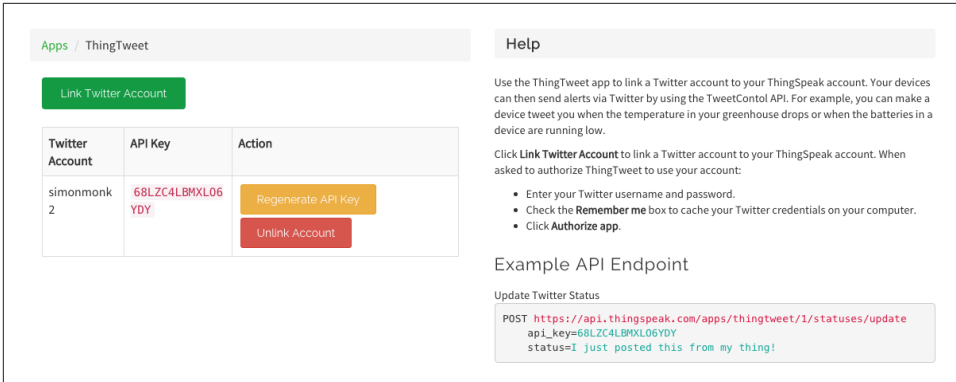 Apps / ThingTweet
Link Twitter Account
Twitter Account
API Key
Action
simonmonk
2
68LZC4LBMXLO6
YDY
Regenerate API Key
Unlink Account
Help
Use the ThingTweet app to link a Twitter account to your ThingSpeak account. Your devices
can then send alerts via Twitter by using the TweetContol API. For example, you can make a
device tweet you when the temperature in your greenhouse drops or when the batteries in a
device are running low.
Click Link Twitter Account to link a Twitter account to your ThingSpeak account. When
asked to authorize ThingTweet to use your account:
• Enter your Twitter username and password.
• Check the Remember me box to cache your Twitter credentials on your computer.
• Click Authorize app.
Example API Endpoint
Update Twitter Status
POST https://api.thingspeak.com/apps/thingtweet/1/statuses/update
api_key=68LZC4LBMXLO6YDY
status=I just posted this from my thing!